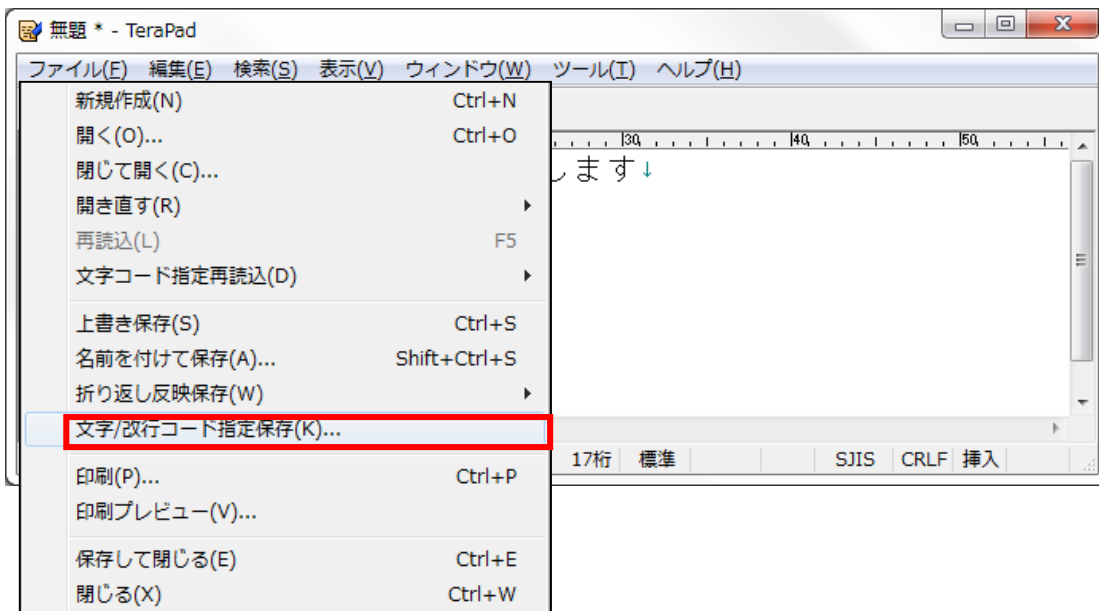 無題 * - TeraPad
ファイル(F) 編集(E) 検索(S) 表示(V) ウィンドウ(W) ツール(T) ヘルプ(H)
新規作成(N) Ctrl+N
開く(O)... Ctrl+O
30 40 50
閉じて開く(C)...
します↓
開き直す(R)
再読込(L) F5
文字コード指定再読込(D)
上書き保存(S) Ctrl+S
名前を付けて保存(A)... Shift+Ctrl+S
折り返し反映保存(W)
文字/改行コード指定保存(K)...
17桁 標準 SJIS CRLF 挿入
印刷(P)... Ctrl+P
印刷プレビュー(V)...
保存して閉じる(E) Ctrl+E
閉じる(X) Ctrl+W